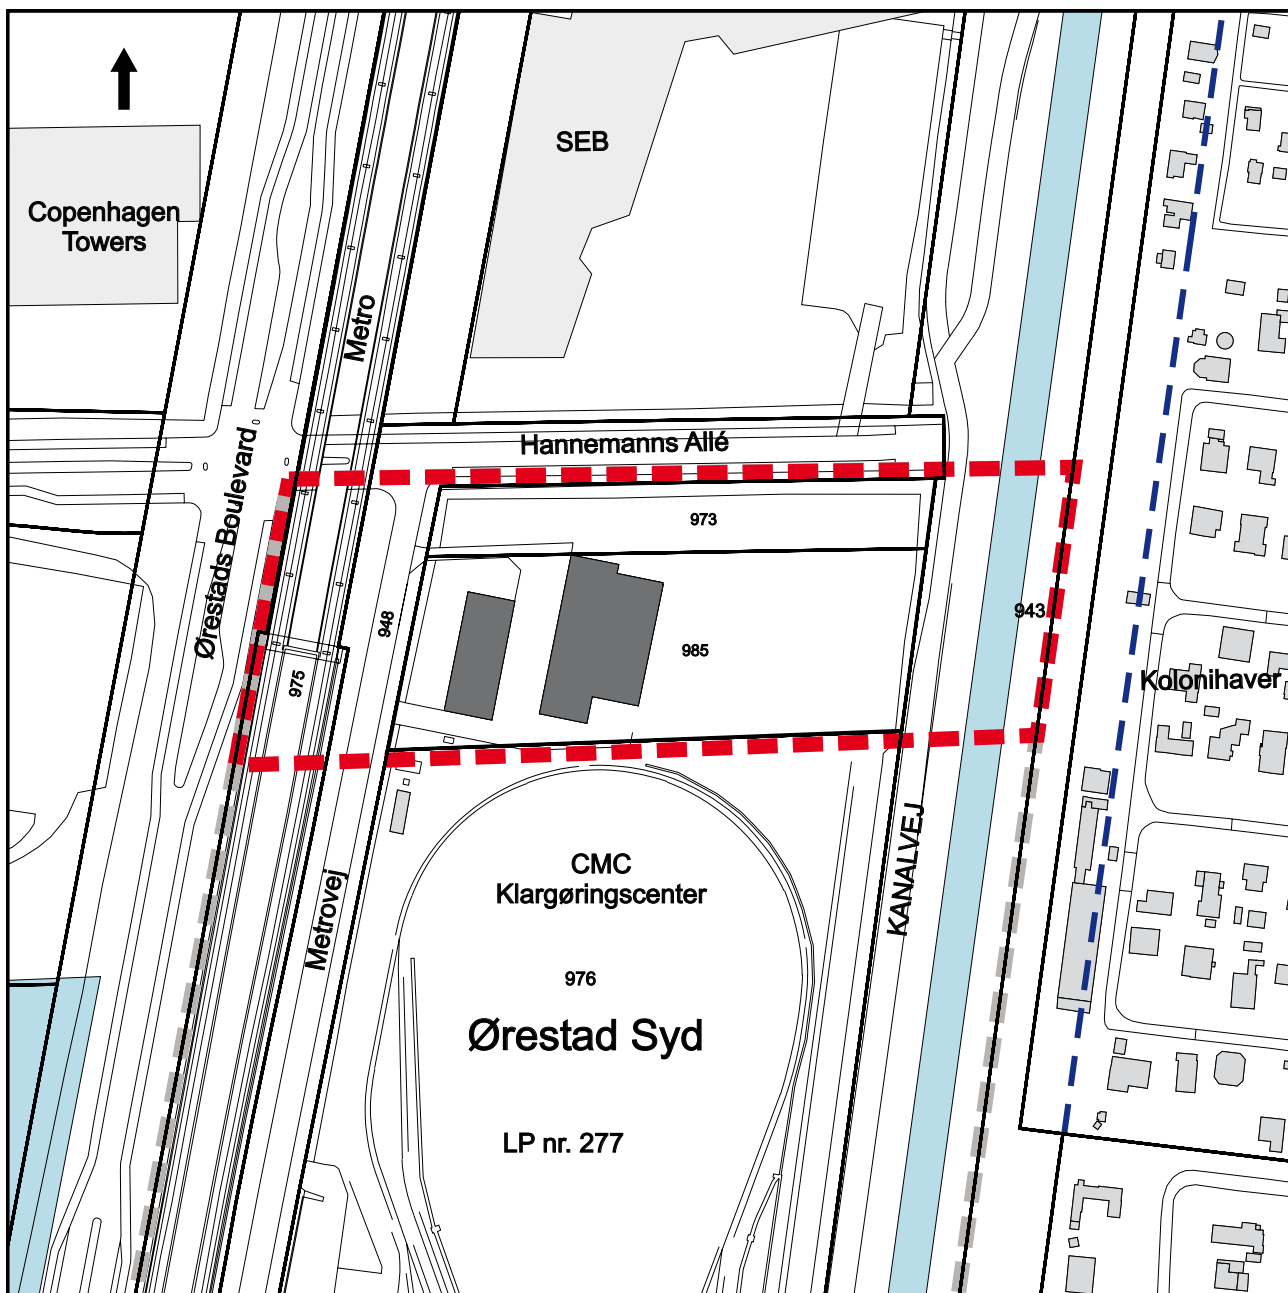 SEB
Copenhagen
Towers
Metro
Hannemanns Allé
Ørestads Boulevard
973
948
943
985
975
Kolonihaver
CMC
Klargøringscenter
KANALVEJ
Metrovej
976
Ørestad Syd
LP nr. 277